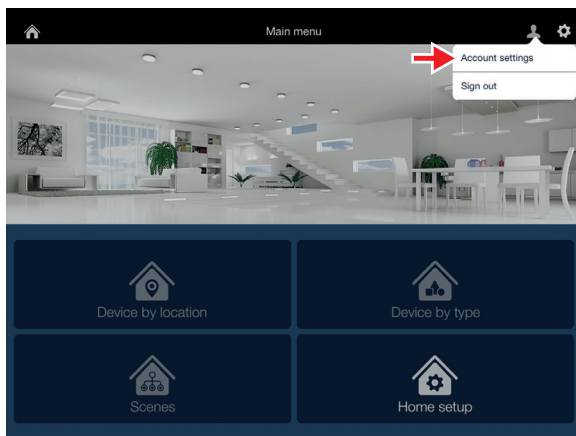 Main menu
Account settings
Sign out
Device by location
Device by type
Scenes
Home setup